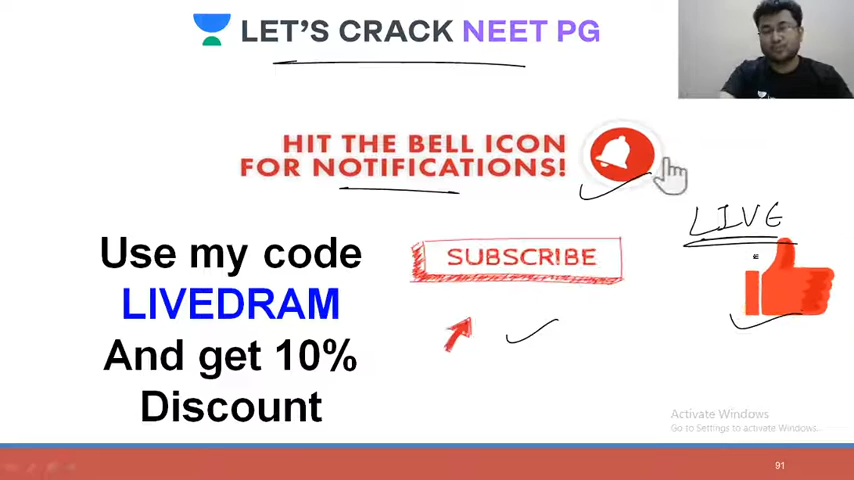 LET'S CRACK NEET PG
HIT THE BELL ICON
FOR NOTIFICATIONS!
LIVE
Use my code
LIVEDRAM
And get 10%
Discount
SUBSCRIBE
Activate Windows
Go to Settings to activate Windows.
91